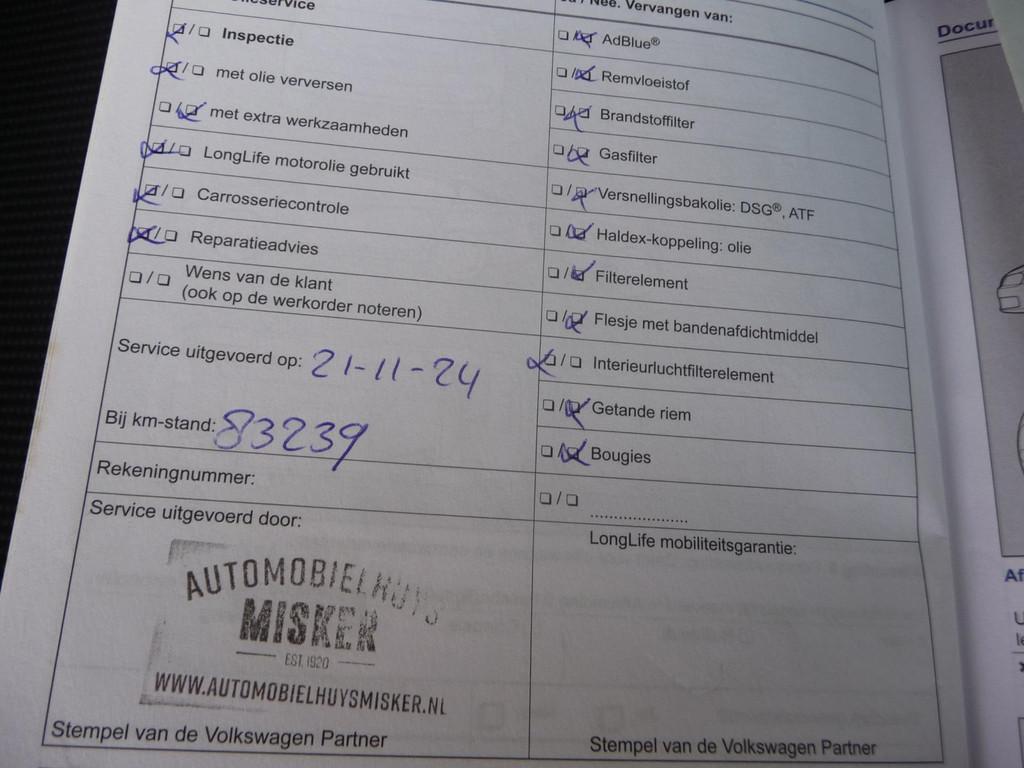 Inspectie
met olie verversen
met extra werkzaamheden
LongLife motorolie gebruikt
Carrosseriecontrole
Reparatieadvies
Wens van de klant
(ook op de werkorder noteren)
Service uitgevoerd op: 21-11-24
Bij km-stand: 83239
Rekeningnummer:
Service uitgevoerd door:
AUTOMOBIELHUYS
MISKER
EST. 1920
WWW.AUTOMOBIELHUYSMISKER.NL
Stempel van de Volkswagen Partner
Nee. Vervangen van:
AdBlue®
Remvloeistof
Brandstoffilter
Gasfilter
Versnellingsbakolie: DSG®, ATF
Haldex-koppeling: olie
Filterelement
Flesje met bandenafdichtmiddel
Interieurluchtfilterelement
Getande riem
Bougies
....................
LongLife mobiliteitsgarantie:
Stempel van de Volkswagen Partner